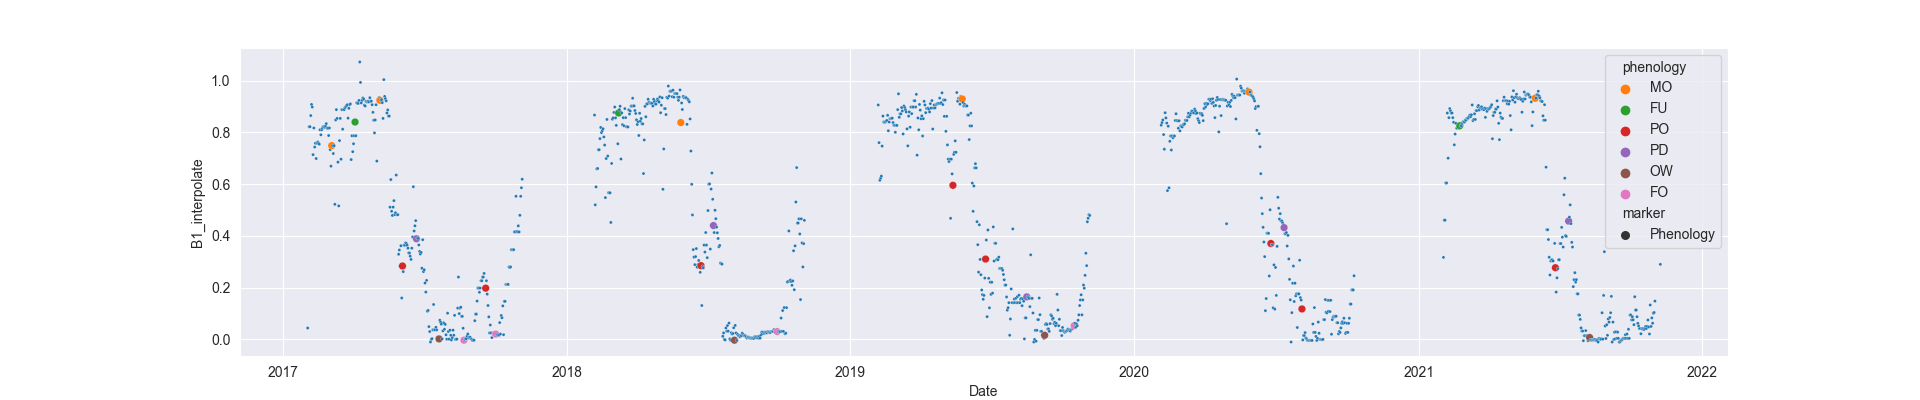 1.0
0.8
0.6
0.4
0.2
0.0
B1_interpolate
2017
2018
2019
2020
2021
2022
Date
phenology
MO
FU
PO
PD
OW
FO
marker
Phenology